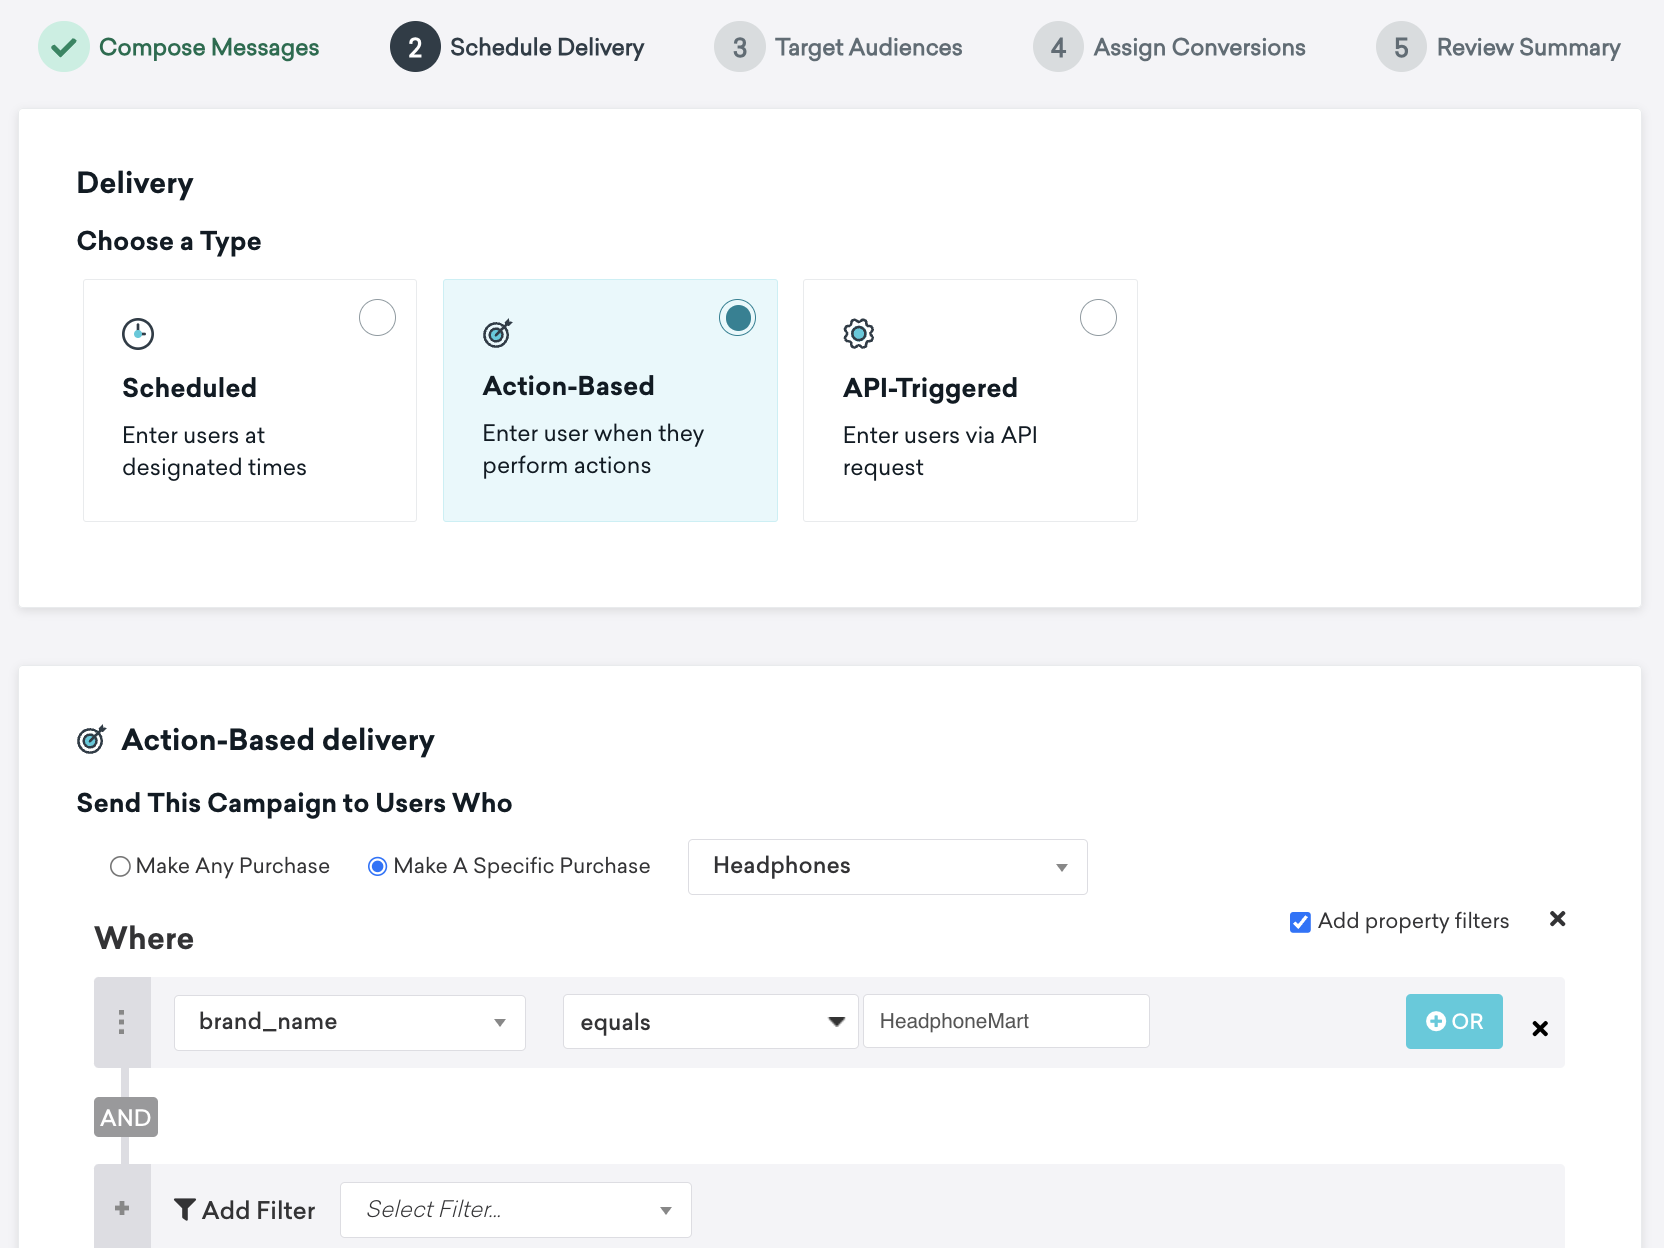 Compose Messages
2 Schedule Delivery
3 Target Audiences
4 Assign Conversions
5 Review Summary
Delivery
Choose a Type
Scheduled
Enter users at
designated times
Action-Based
Enter user when they
perform actions
API-Triggered
Enter users via API
request
Action-Based delivery
Send This Campaign to Users Who
Make Any Purchase
Make A Specific Purchase
Headphones
Add property filters
Where
brand_name
equals
HeadphoneMart
OR
AND
Add Filter
Select Filter...